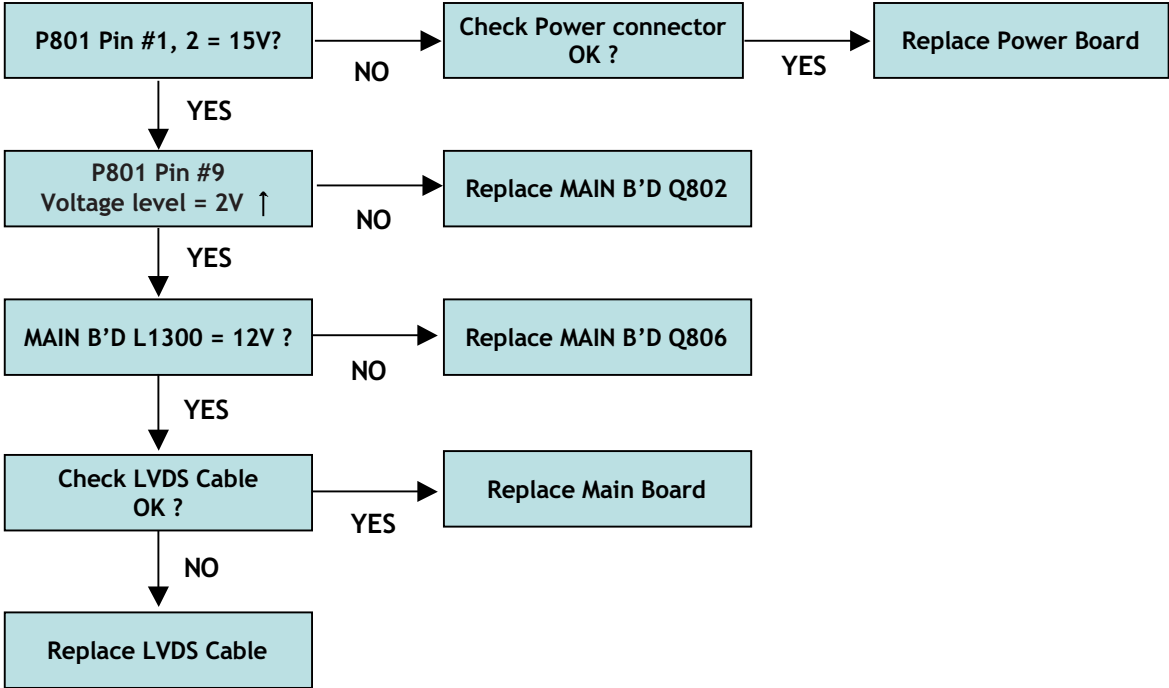 P801 Pin #1, 2 = 15V?
NO
Check Power connector
OK ?
YES
Replace Power Board
YES
P801 Pin #9
Voltage level = 2V ↑
NO
Replace MAIN B’D Q802
YES
MAIN B’D L1300 = 12V ?
NO
Replace MAIN B’D Q806
YES
Check LVDS Cable
OK ?
YES
Replace Main Board
NO
Replace LVDS Cable